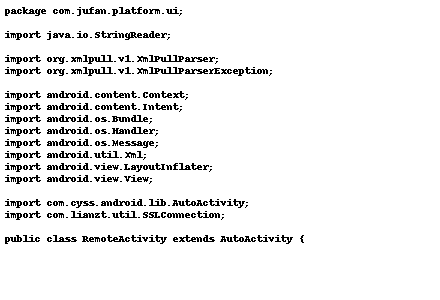 package com.jufan.platform.ui;
import java.io.StringReader;
import org.xmlpull.v1.XmlPullParser;
import org.xmlpull.v1.XmlPullParserException;
import android.content.Context;
import android.content.Intent;
import android.os.Bundle;
import android.os.Handler;
import android.os.Message;
import android.util.Xml;
import android.view.LayoutInflater;
import android.view.View;
import com.cyss.android.lib.AutoActivity;
import com.lianzt.util.SSLConnection;
public class RemoteActivity extends AutoActivity {